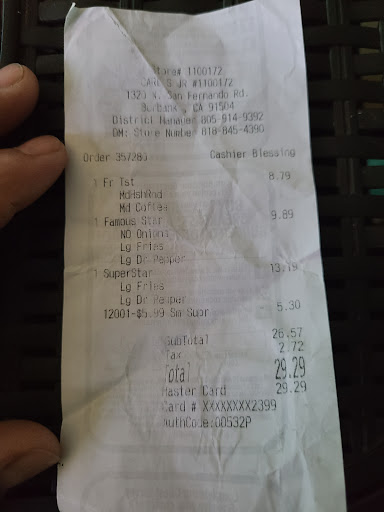 Store# 1100172
CARLS JR #1100172
1320 N. San Fernando Rd.
Burbank, CA 91504
District Manager 805-914-9392
GM: Store Number 818-845-4390
Order 357283 Cashier Blessing
1 Fr Tst 8.79
MdHshRnd
Md Coffee
1 Famous Star 9.89
NO Onions
Lg Fries
Lg Dr Pepper
1 SuperStar 13.19
Lg Fries
Lg Dr Pepper
12001-$5.99 Sm Supr 5.30
SubTotal 26.57
Tax 2.72
Total 29.29
Master Card 29.29
Card # XXXXXXXX2399
AuthCode:00532P